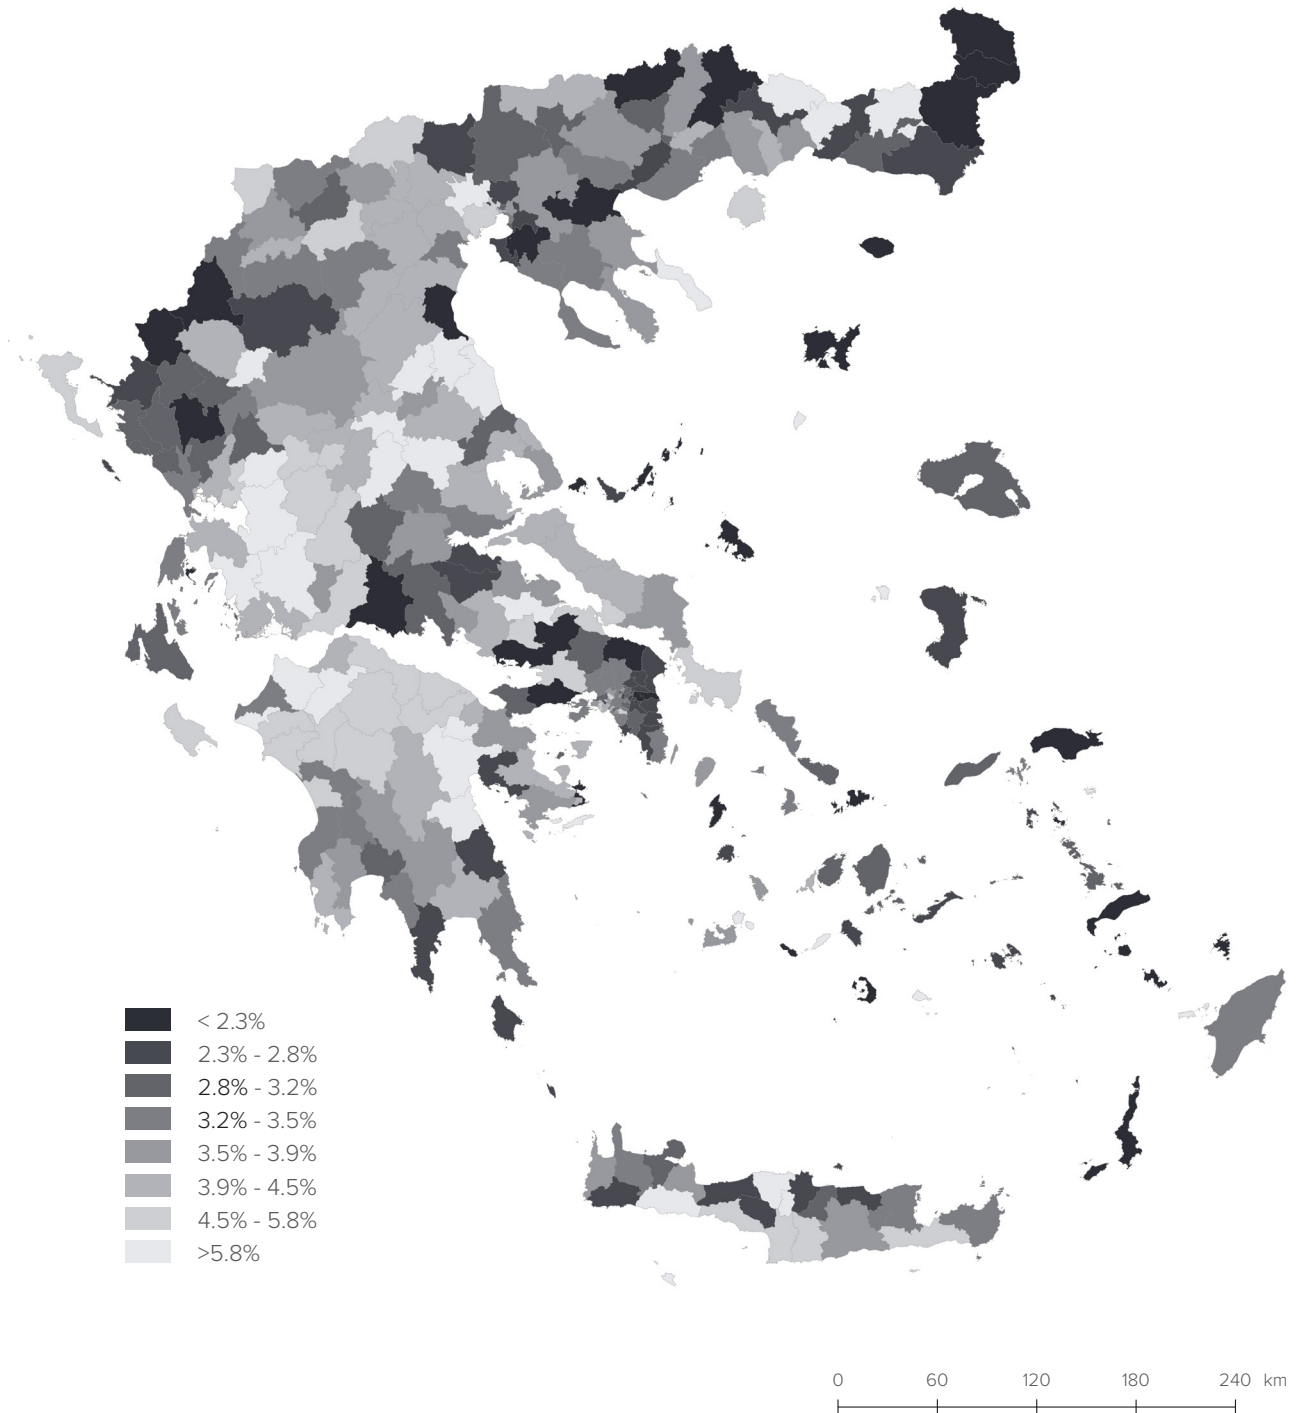 < 2.3%
2.3% - 2.8%
2.8% - 3.2%
3.2% - 3.5%
3.5% - 3.9%
3.9% - 4.5%
4.5% - 5.8%
>5.8%
0 60 120 180 240 km